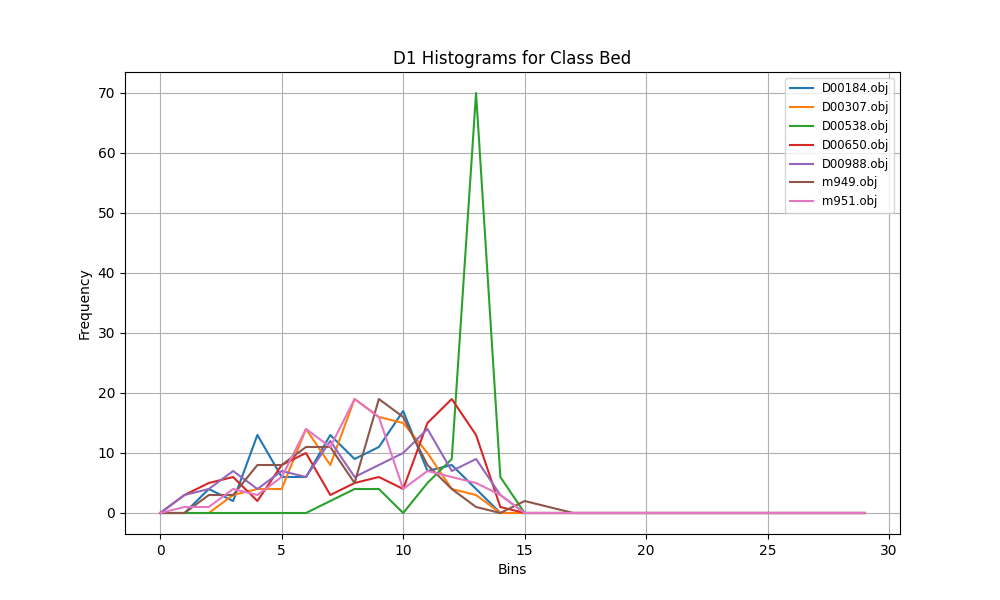 D1 Histograms for Class Bed
D00184.obj
D00307.obj
D00538.obj
D00650.obj
D00988.obj
m949.obj
m951.obj
70
60
50
40
30
20
10
0
Frequency
0 5 10 15 20 25 30
Bins